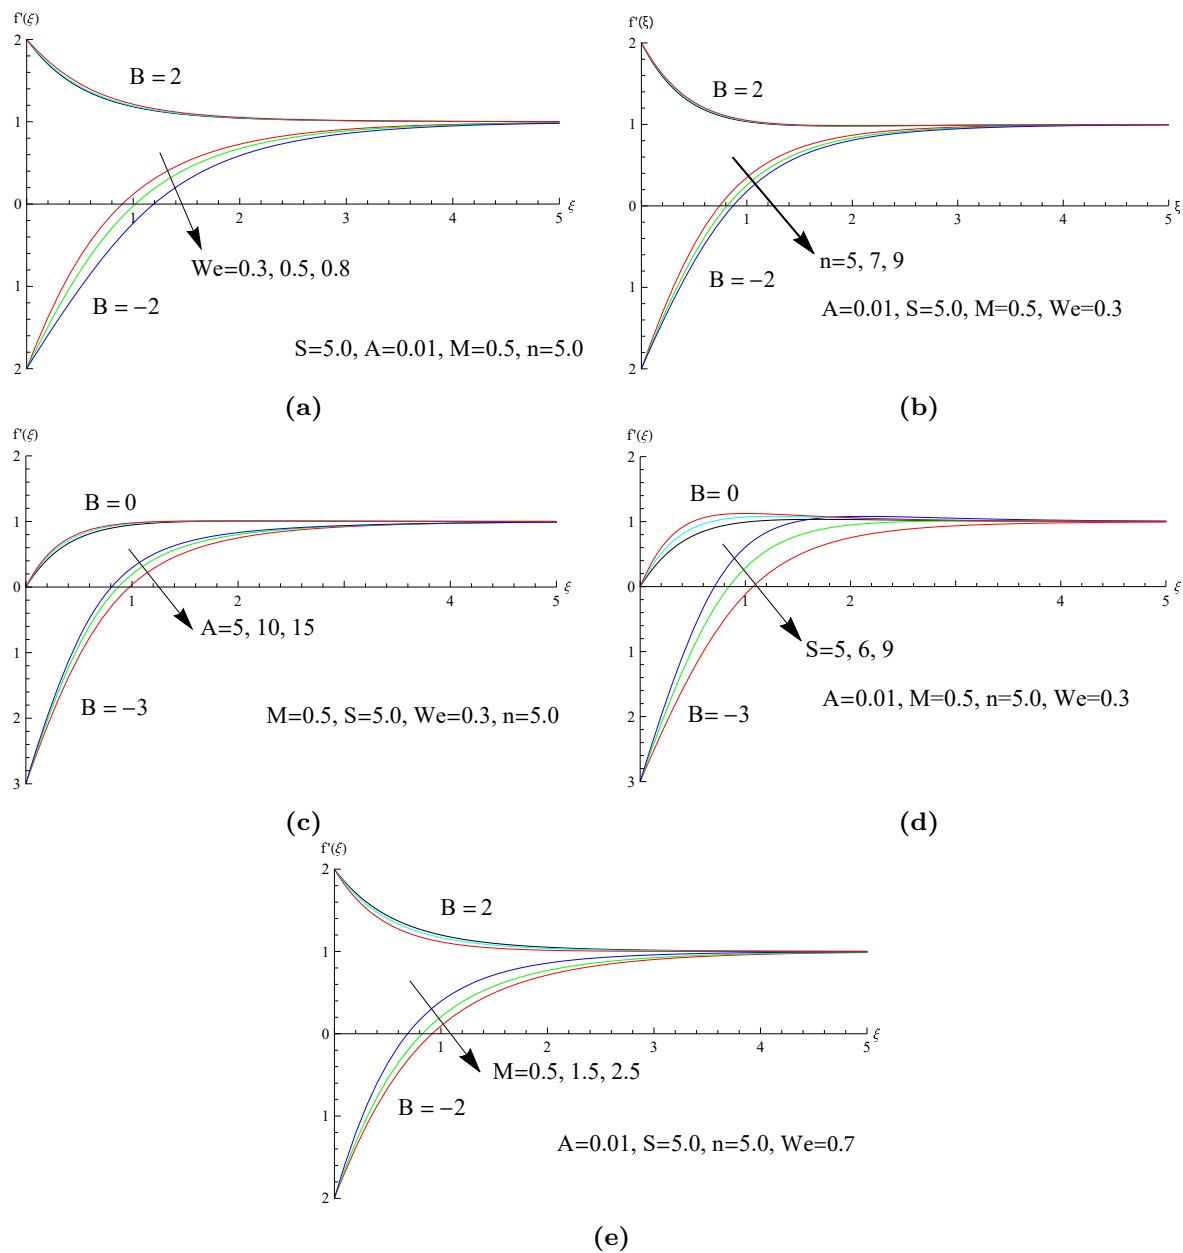 f'(ξ)
2
B = 2
1
0
1
2
3
4
5
ξ
We=0.3, 0.5, 0.8
1
B = −2
S=5.0, A=0.01, M=0.5, n=5.0
2
(a)
f'(ξ)
2
B = 2
1
0
1
2
3
4
5
ξ
n=5, 7, 9
1
B = −2
A=0.01, S=5.0, M=0.5, We=0.3
2
(b)
f'(ξ)
2
B = 0
1
0
1
2
4
5
ξ
A=5, 10, 15
1
B = −3
2
M=0.5, S=5.0, We=0.3, n=5.0
3
(c)
f'(ξ)
2
B= 0
1
0
1
2
3
4
5
ξ
S=5, 6, 9
1
B= −3
A=0.01, M=0.5, n=5.0, We=0.3
2
3
(d)
f'(ξ)
2
B = 2
1
0
1
2
3
4
5
ξ
M=0.5, 1.5, 2.5
B = −2
1
A=0.01, S=5.0, n=5.0, We=0.7
2
(e)